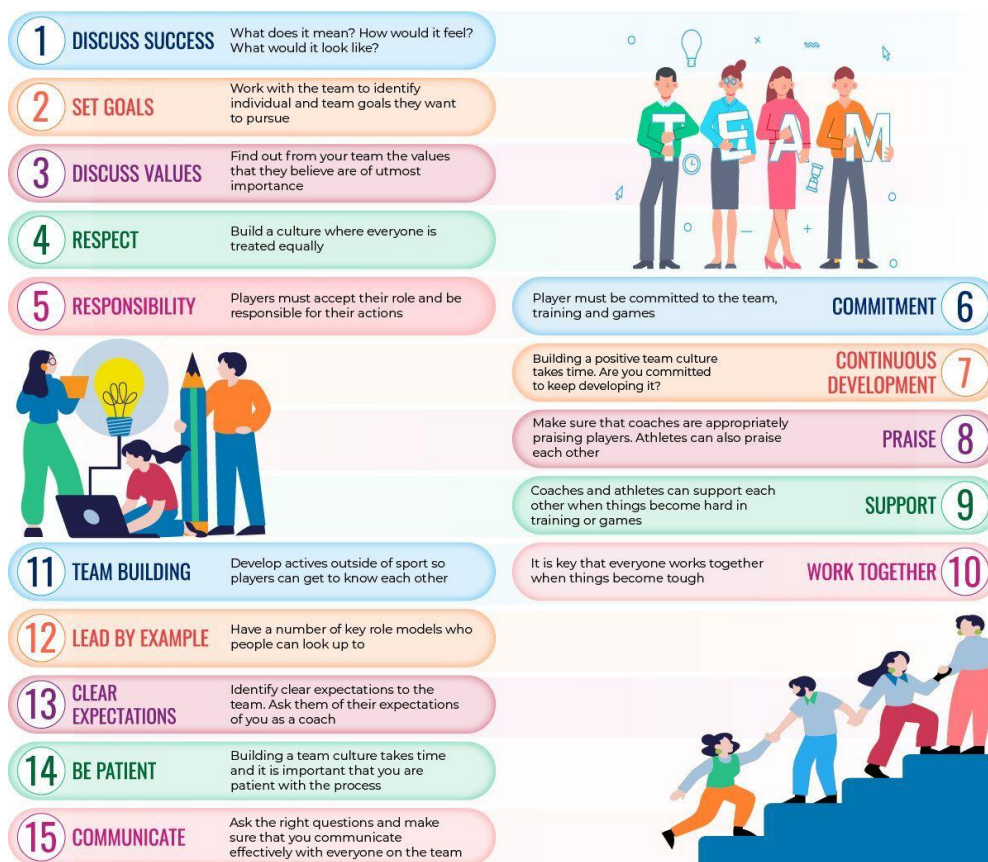 1 DISCUSS SUCCESS
What does it mean? How would it feel?
What would it look like?
2 SET GOALS
Work with the team to identify
individual and team goals they want
to pursue
3 DISCUSS VALUES
Find out from your team the values
that they believe are of utmost
importance
4 RESPECT
Build a culture where everyone is
treated equally
5 RESPONSIBILITY
Players must accept their role and be
responsible for their actions
TEAM
Player must be committed to the team,
training and games
COMMITMENT 6
Building a positive team culture
takes time. Are you committed
to keep developing it?
CONTINUOUS
DEVELOPMENT 7
Make sure that coaches are appropriately
praising players. Athletes can also praise
each other
PRAISE 8
Coaches and athletes can support each
other when things become hard in
training or games
SUPPORT 9
It is key that everyone works together
when things become tough
WORK TOGETHER 10
11 TEAM BUILDING
Develop actives outside of sport so
players can get to know each other
12 LEAD BY EXAMPLE
Have a number of key role models who
people can look up to
13 CLEAR
EXPECTATIONS
Identify clear expectations to the
team. Ask them of their expectations
of you as a coach
14 BE PATIENT
Building a team culture takes time
and it is important that you are
patient with the process
15 COMMUNICATE
Ask the right questions and make
sure that you communicate
effectively with everyone on the team